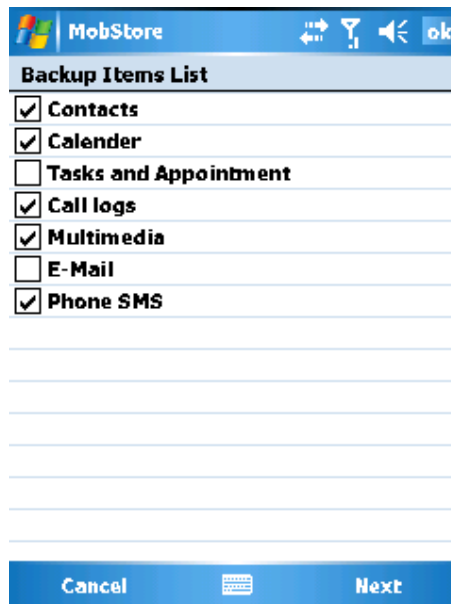 MobStore ok
Backup Items List
Contacts
Calender
Tasks and Appointment
Call logs
Multimedia
E-Mail
Phone SMS
Cancel Next